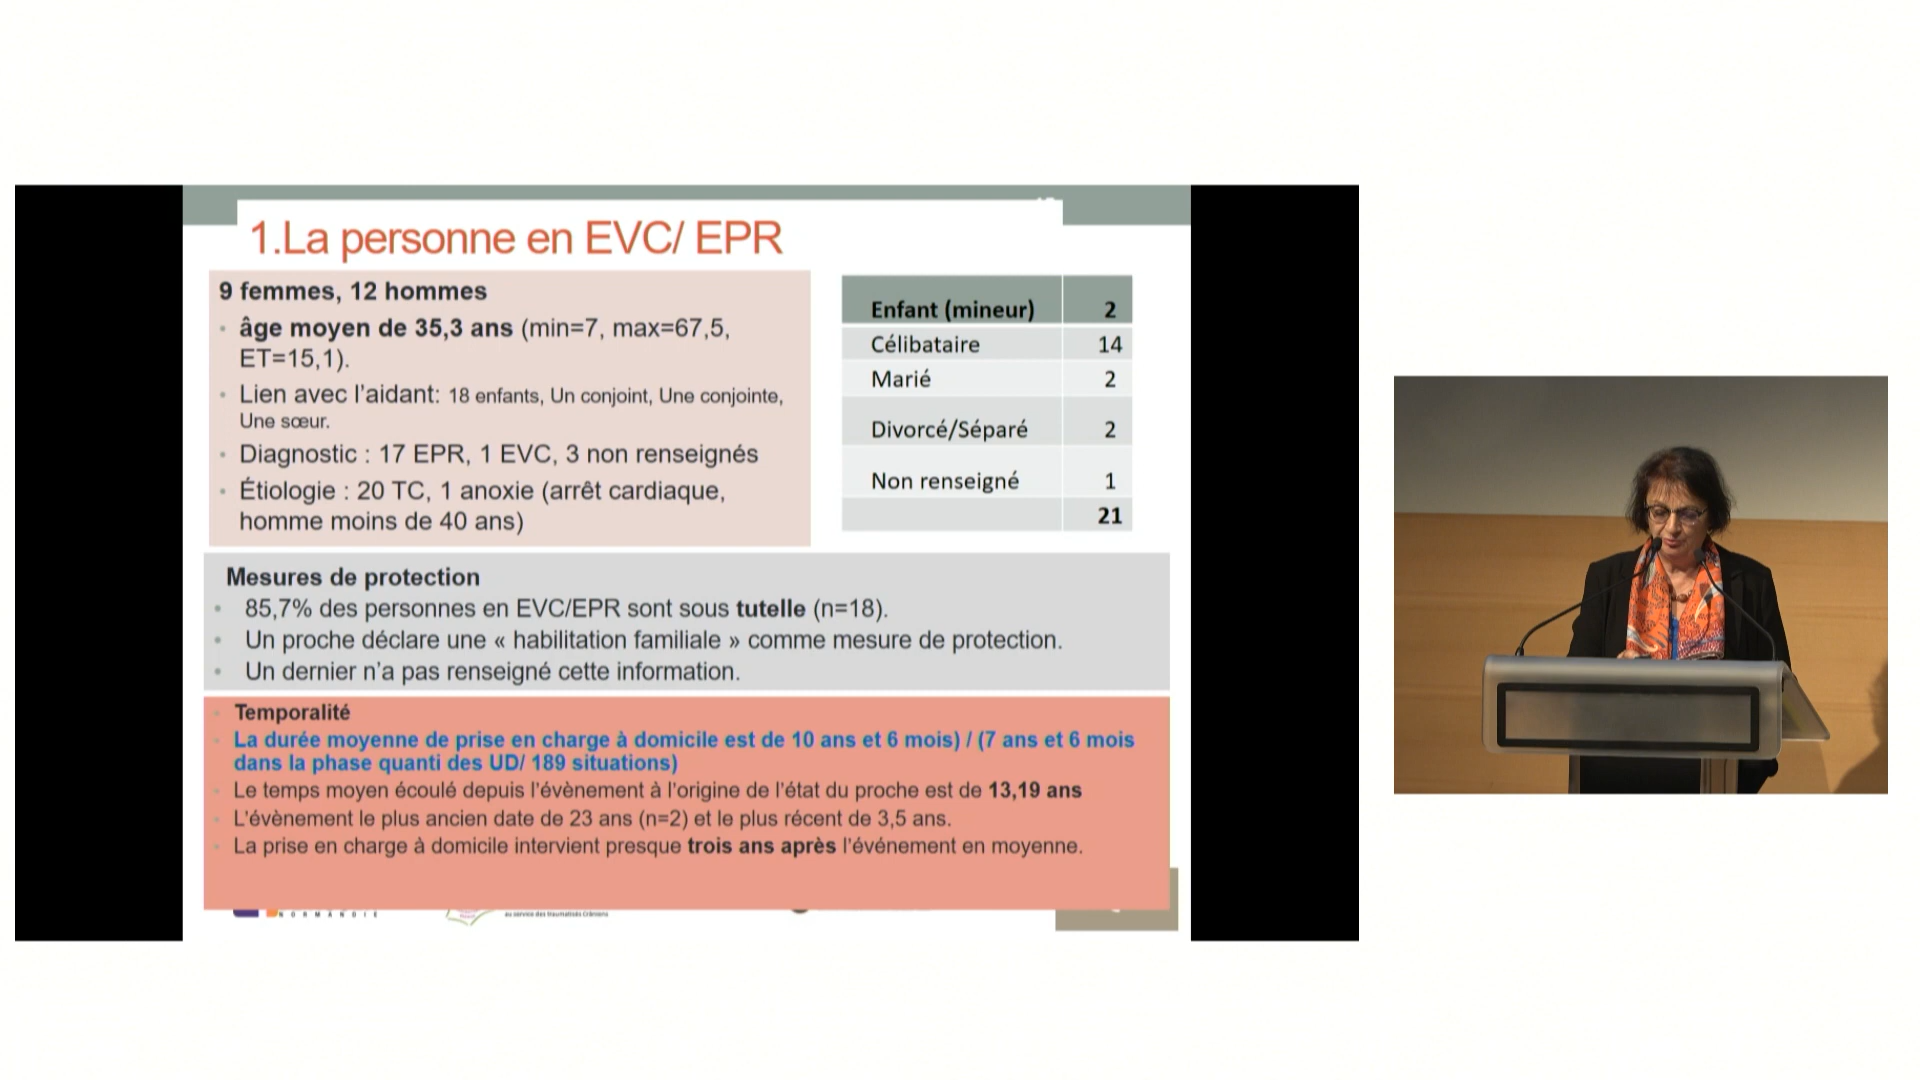 1.La personne en EVC/ EPR
9 femmes, 12 hommes
• âge moyen de 35,3 ans (min=7, max=67,5,
ET=15,1).
• Lien avec l'aidant: 18 enfants, Un conjoint, Une conjointe,
Une sœur.
• Diagnostic : 17 EPR, 1 EVC, 3 non renseignés
• Étiologie : 20 TC, 1 anoxie (arrêt cardiaque,
homme moins de 40 ans)
Enfant (mineur) 2
Célibataire 14
Marié 2
Divorcé/Séparé 2
Non renseigné 1
21
Mesures de protection
• 85,7% des personnes en EVC/EPR sont sous tutelle (n=18).
• Un proche déclare une « habilitation familiale » comme mesure de protection.
• Un dernier n'a pas renseigné cette information.
• Temporalité
• La durée moyenne de prise en charge à domicile est de 10 ans et 6 mois) / (7 ans et 6 mois
dans la phase quanti des UD/ 189 situations)
• Le temps moyen écoulé depuis l'évènement à l'origine de l'état du proche est de 13,19 ans
• L'évènement le plus ancien date de 23 ans (n=2) et le plus récent de 3,5 ans.
• La prise en charge à domicile intervient presque trois ans après l'événement en moyenne.
NORMANDIE
au service des traumatisés Crâniens